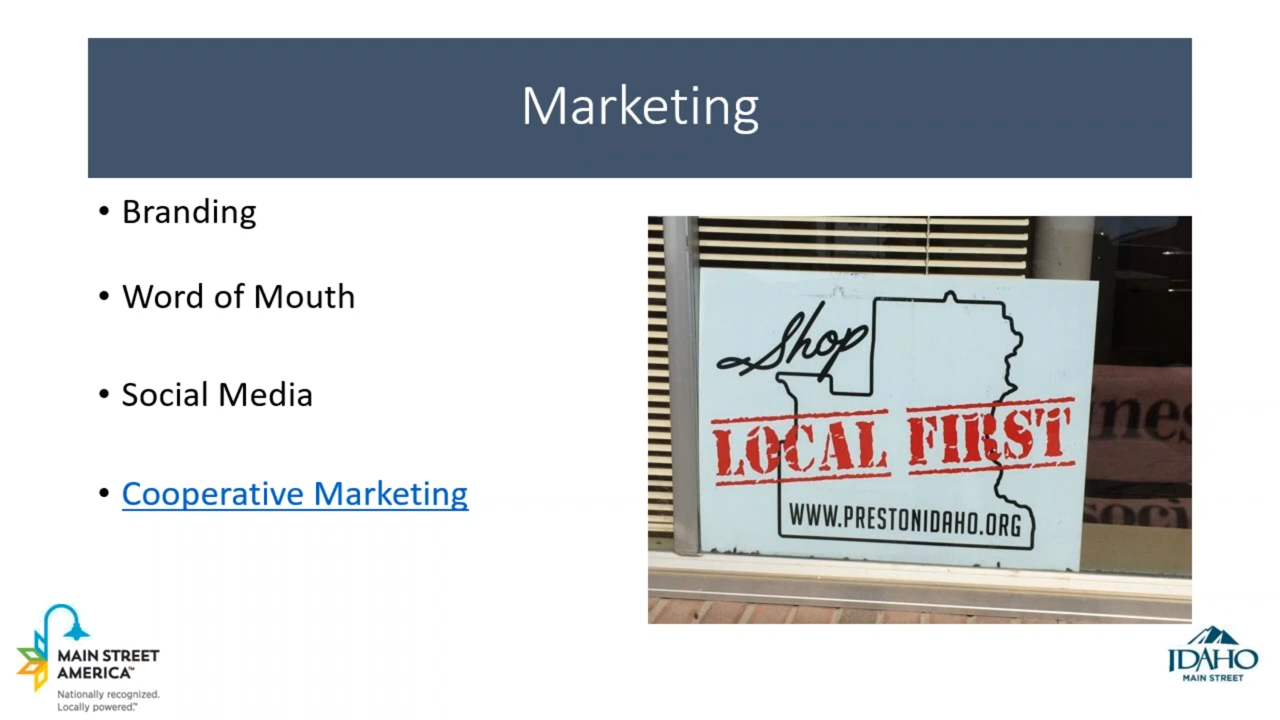 Marketing
• Branding
• Word of Mouth
• Social Media
• Cooperative Marketing
Shop
LOCAL FIRST
WWW.PRESTONIDAHO.ORG
MAIN STREET
AMERICA™
Nationally recognized.
Locally powered.™
IDAHO
MAIN STREET